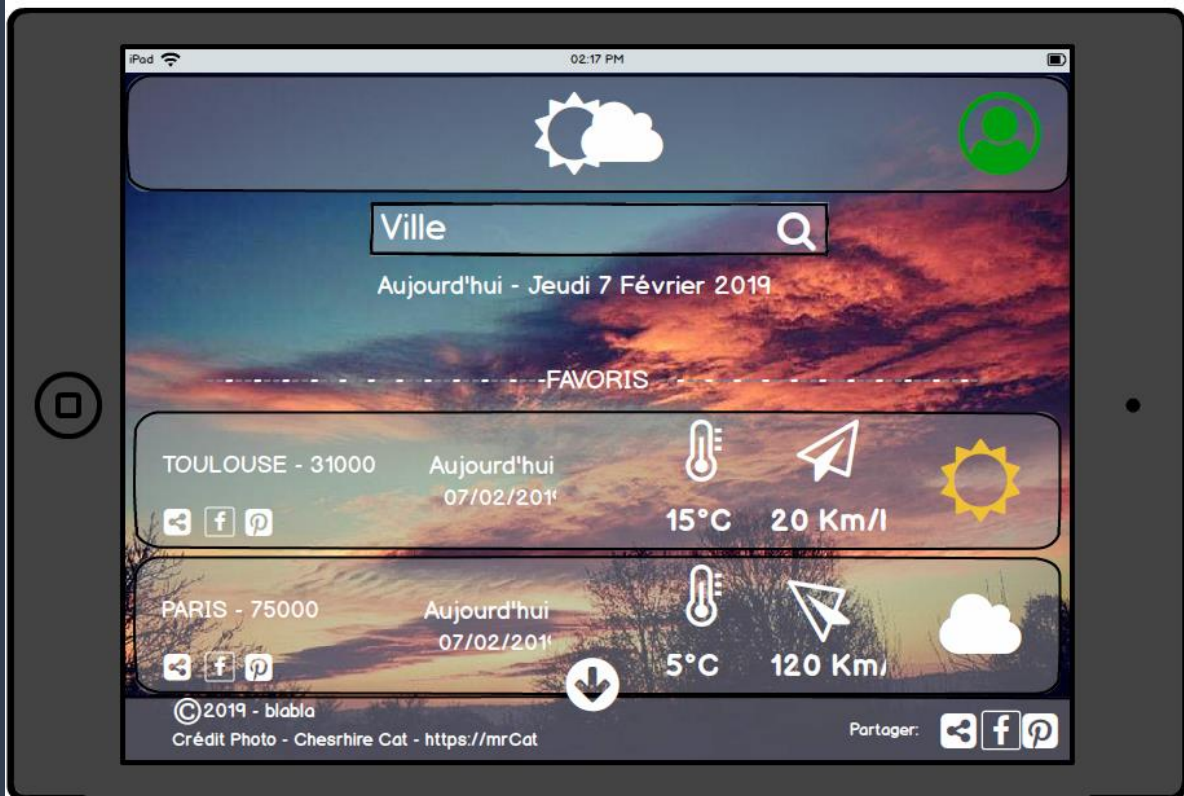 iPad
02:17 PM
Ville
Aujourd'hui - Jeudi 7 Février 2019
FAVORIS
TOULOUSE - 31000
Aujourd'hui
07/02/201
15°C
20 Km/
PARIS - 75000
Aujourd'hui
07/02/201
5°C
120 Km/
©2019 - blabla
Crédit Photo - Chesrhire Cat - https://mrCat
Partager: